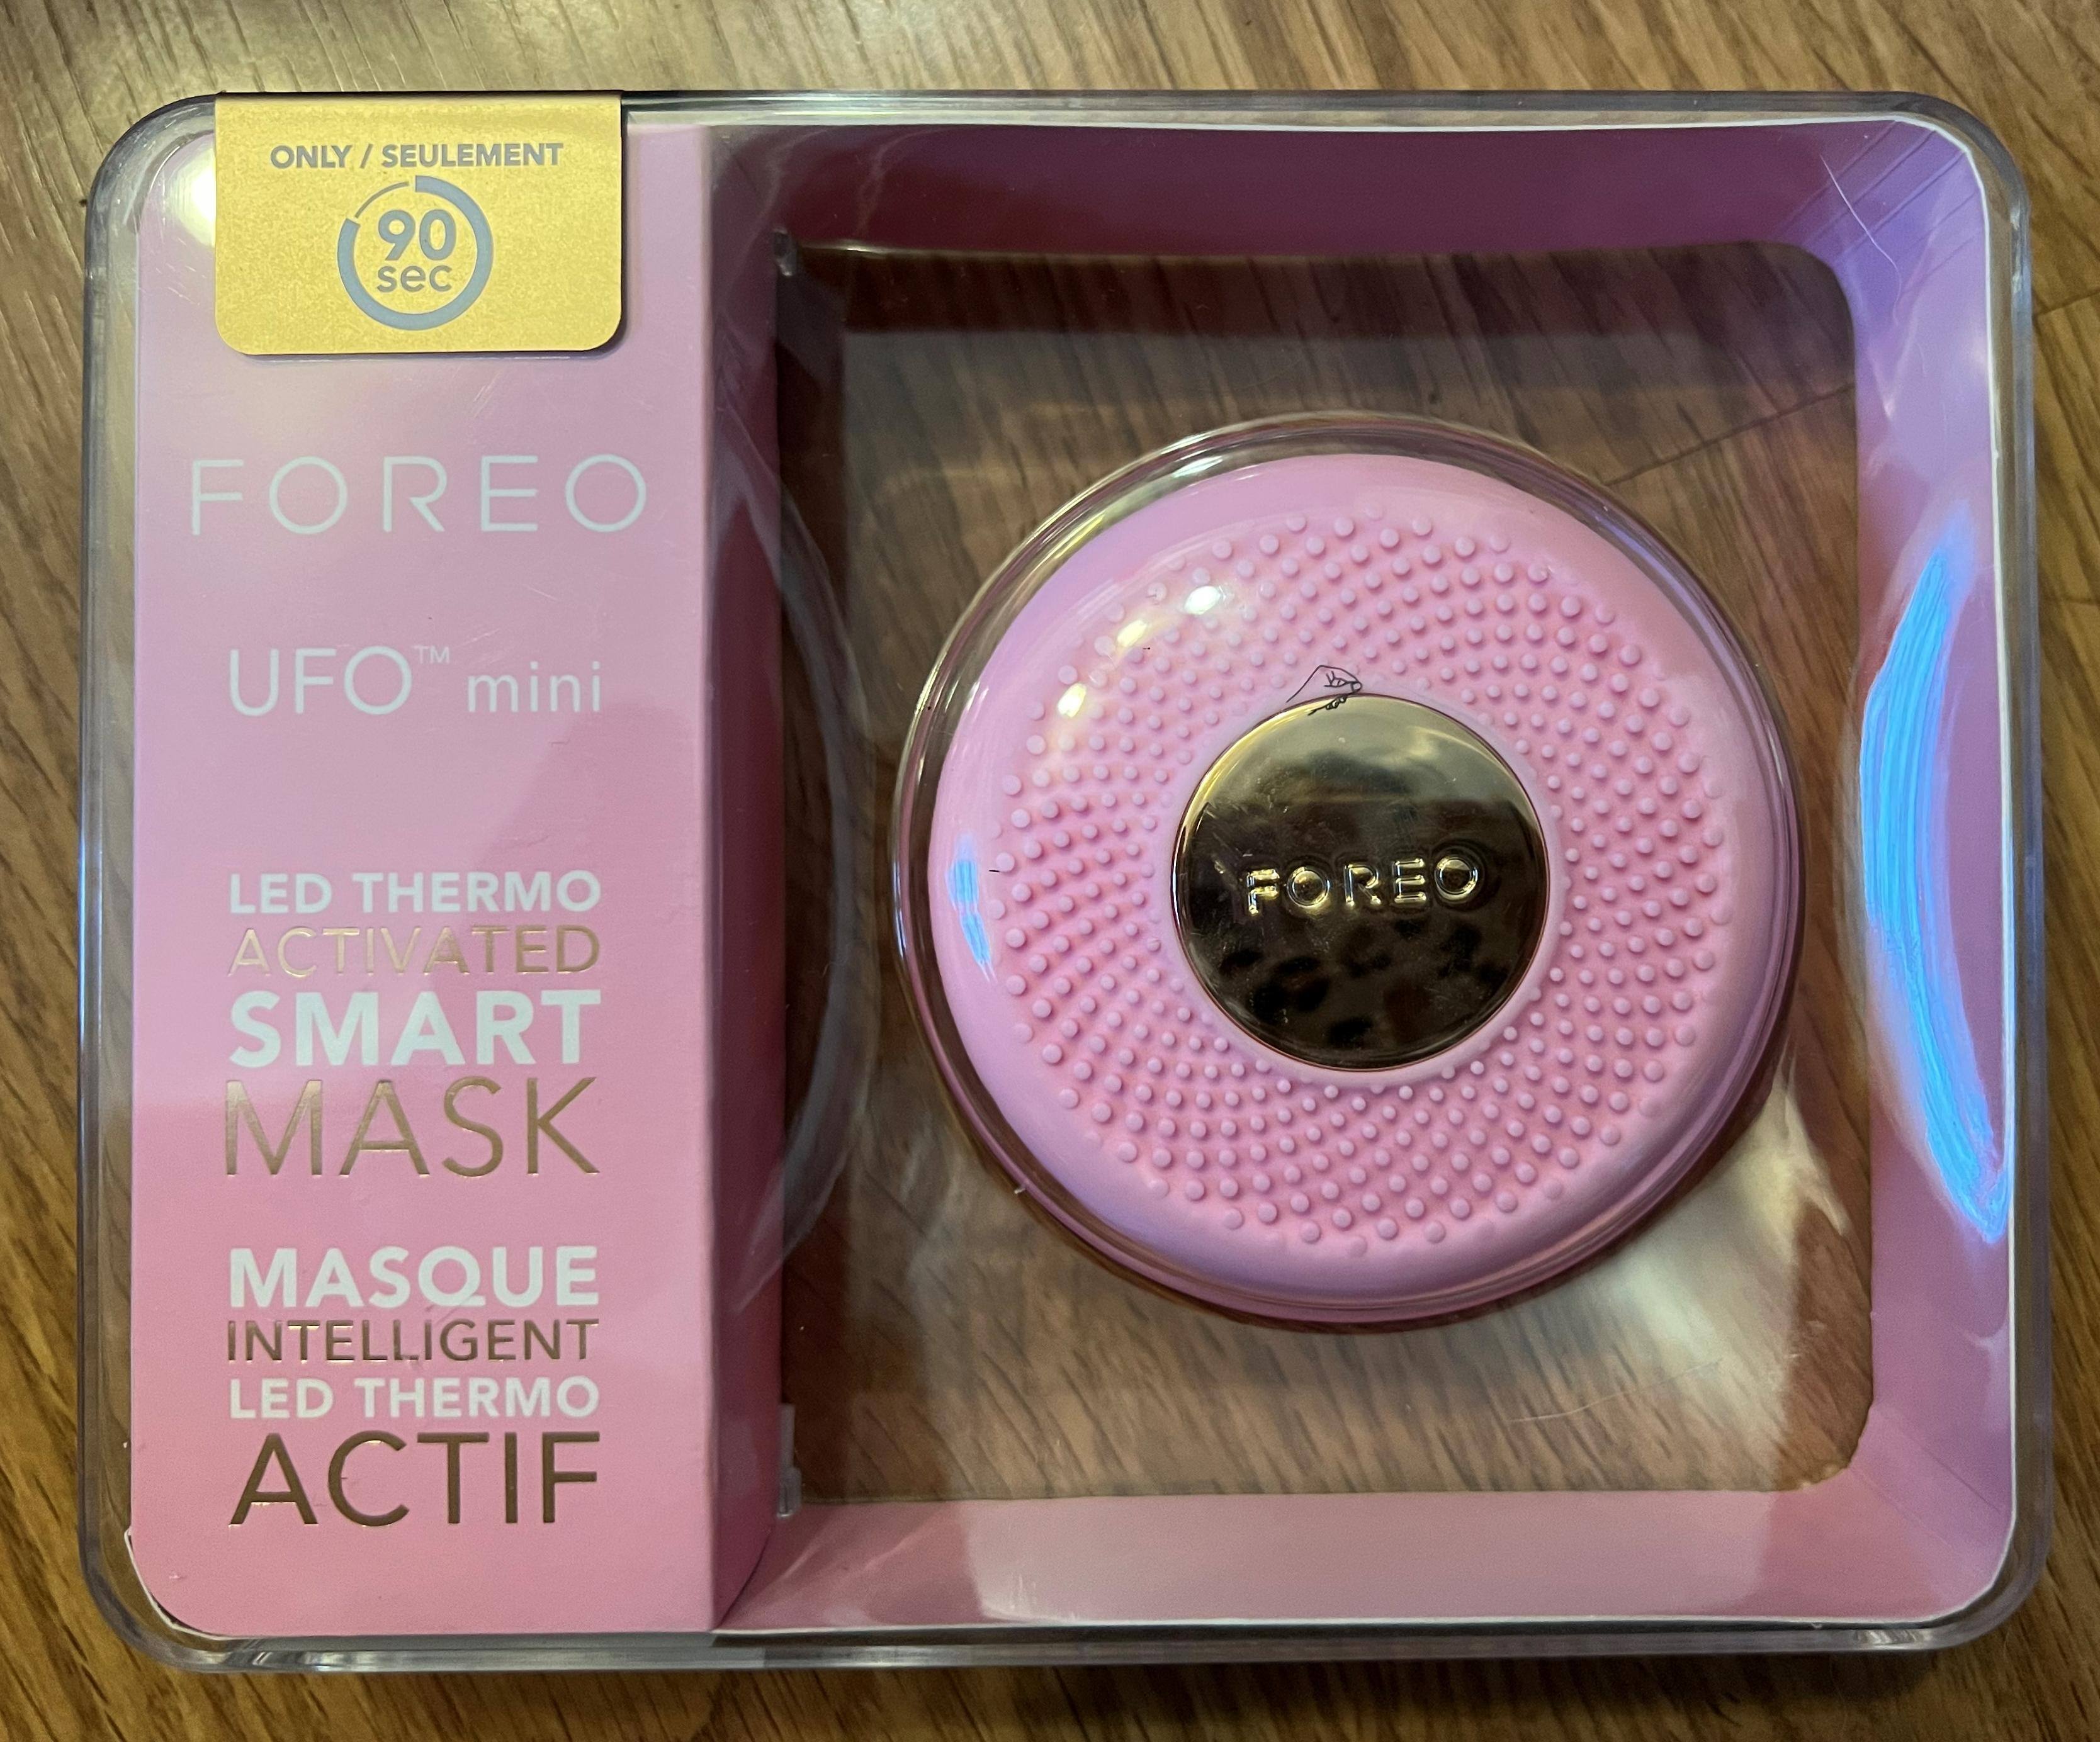 ONLY / SEULEMENT
90
sec
FOREO
UFO™ mini
LED THERMO
ACTIVATED
SMART
MASK
MASQUE
INTELLIGENT
LED THERMO
ACTIF
FOREO